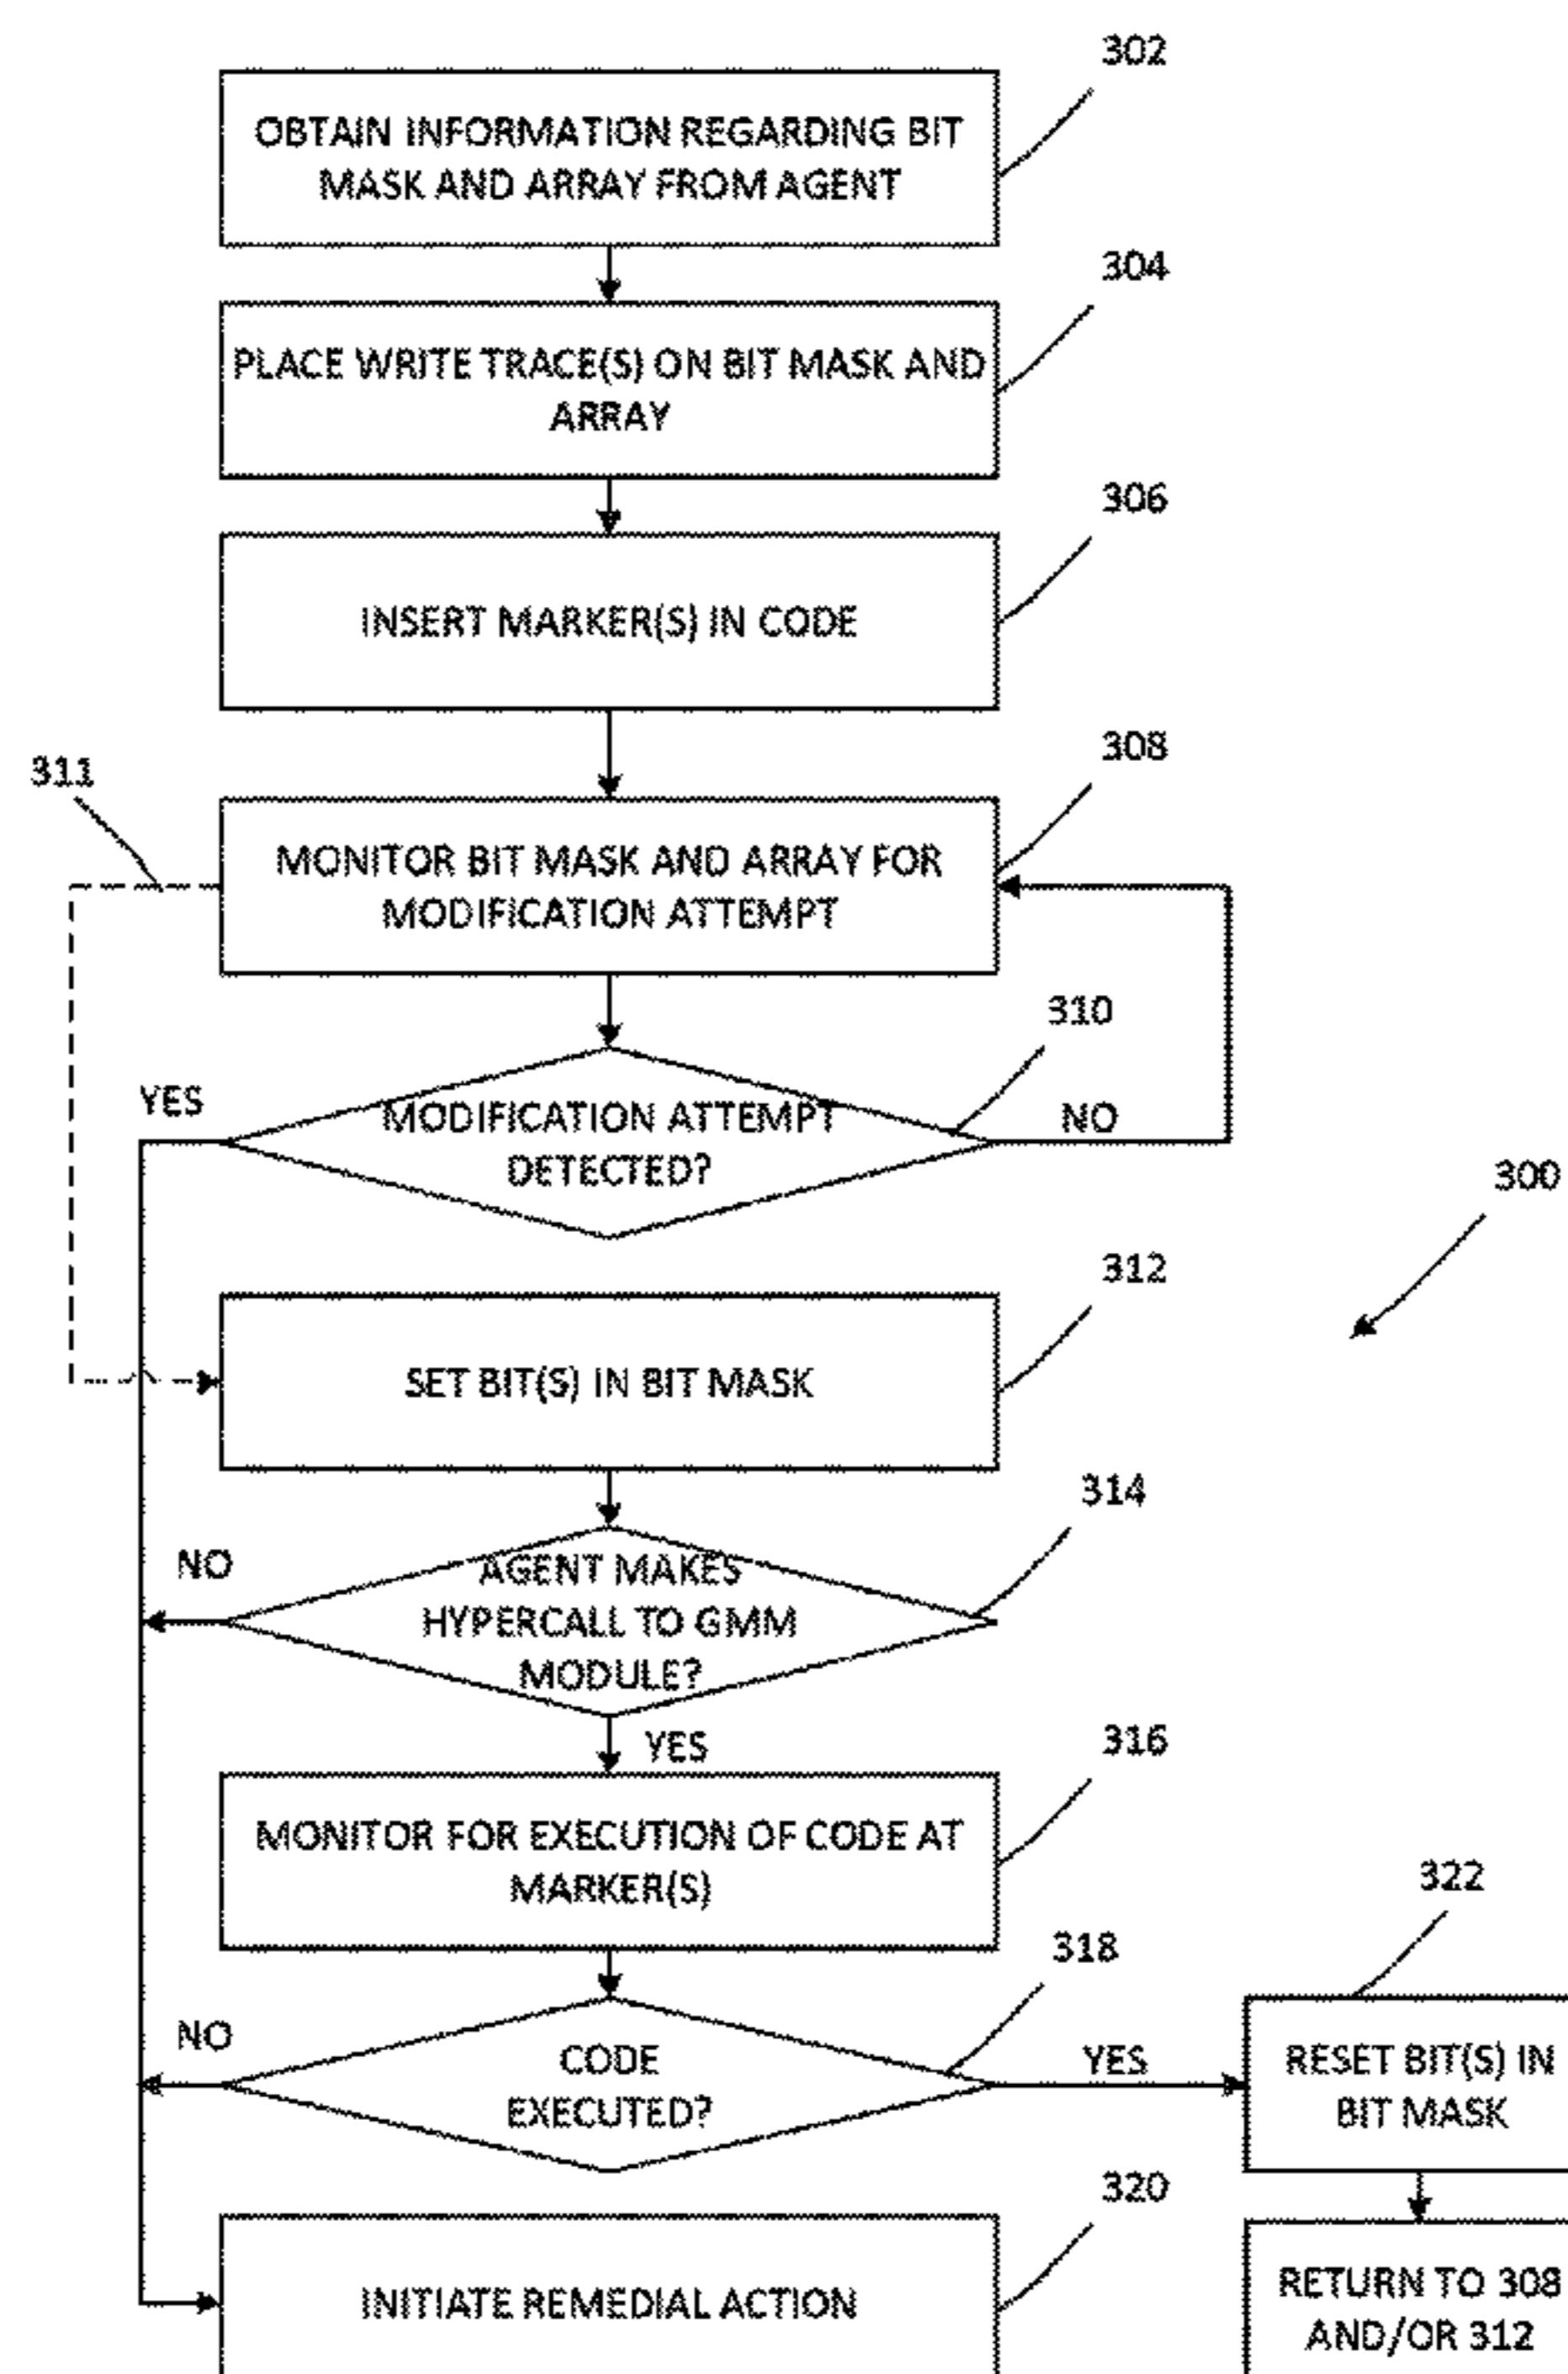 302
OBTAIN INFORMATION REGARDING BIT
MASK AND ARRAY FROM AGENT
304
PLACE WRITE TRACE(S) ON BIT MASK AND
ARRAY
306
INSERT MARKER(S) IN CODE
308
311
MONITOR BIT MASK AND ARRAY FOR
MODIFICATION ATTEMPT
310
YES
MODIFICATION ATTEMPT
DETECTED?
NO
300
312
SET BIT(S) IN BIT MASK
314
NO
AGENT MAKES
HYPERCALL TO GMM
MODULE?
YES
316
MONITOR FOR EXECUTION OF CODE AT
MARKER(S)
322
318
NO
CODE
EXECUTED?
YES
RESET BIT(S) IN
BIT MASK
320
INITIATE REMEDIAL ACTION
RETURN TO 308
AND/OR 312